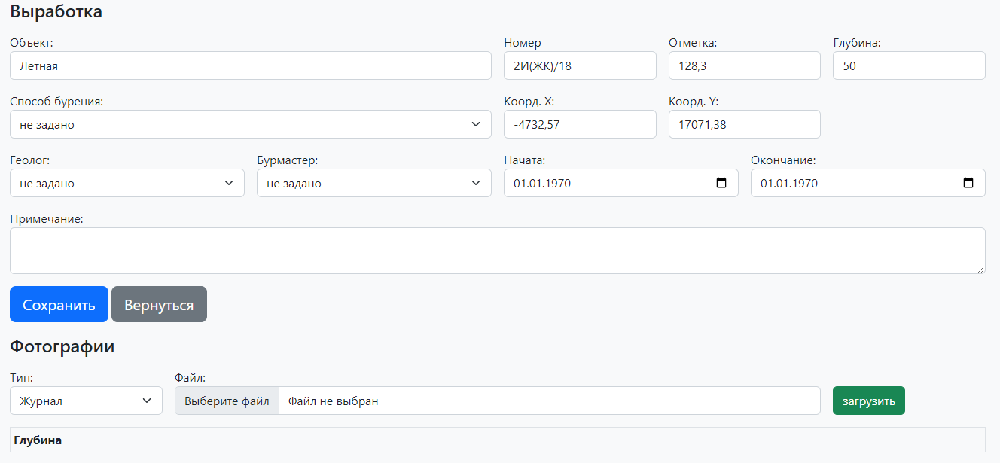 Выработка
Объект: Номер Отметка: Глубина:
Летная 2И(ЖК)/18 128,3 50
Способ бурения: Коорд. X: Коорд. Y:
не задано -4732,57 17071,38
Геолог: Бурмастер: Начата: Окончание:
не задано не задано 01.01.1970 01.01.1970
Примечание:
Сохранить Вернуться
Фотографии
Тип: Файл:
Журнал Выберите файл Файл не выбран загрузить
Глубина